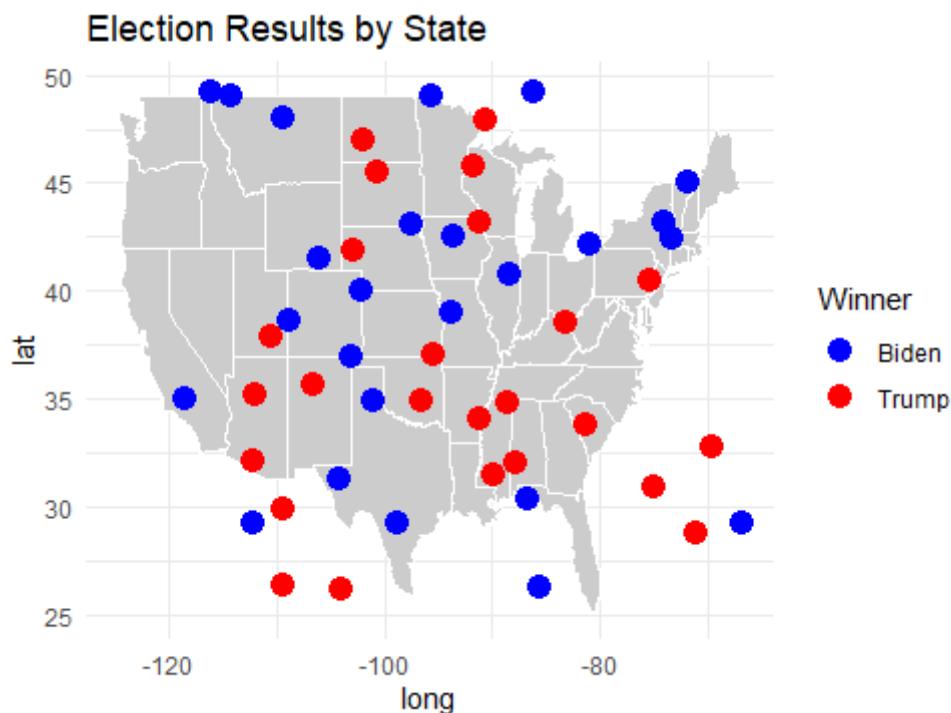 Election Results by State
50
45
40
35
30
25
lat
-120
-100
-80
long
Winner
Biden
Trump